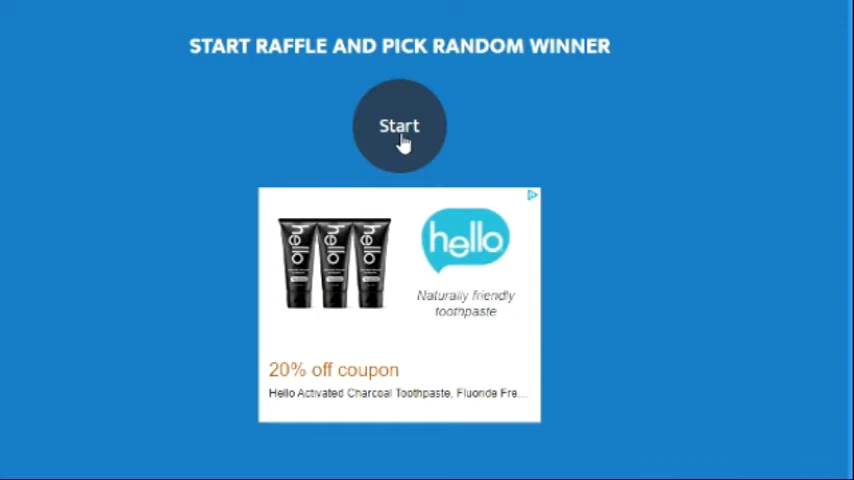 START RAFFLE AND PICK RANDOM WINNER
Start
hello hello hello
hello
Naturally friendly
toothpaste
20% off coupon
Hello Activated Charcoal Toothpaste, Fluoride Fre...